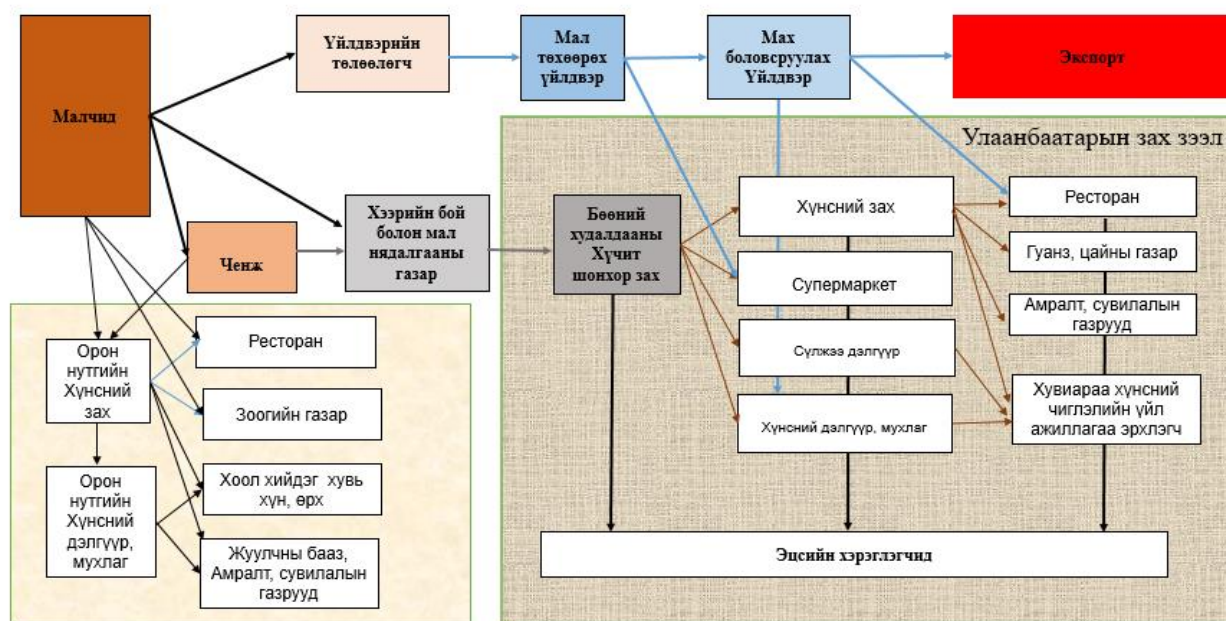 Малчид
Үйлдвэрийн
төлөөлөгч
Мал
төхөөрөх
үйлдвэр
Мах
боловсруулах
Үйлдвэр
Экспорт
Улаанбаатарын зах зээл
Ченж
Хээрийн бой
болон мал
нядалгааны
газар
Бөөний
худалдааны
Хүчит
шонхор зах
Хүнсний зах
Супермаркет
Сүлжээ дэлгүүр
Хүнсний дэлгүүр, мухлаг
Ресторан
Гуанз, цайны газар
Амралт, сувилалын
газрууд
Хувиараа хүнсний
чиглэлийн үйл
ажиллагаа эрхлэгч
Эцсийн хэрэглэгчид
Орон
нутгийн
Хүнсний
зах
Орон
нутгийн
Хүнсний
дэлгүүр,
мухлаг
Ресторан
Зоогийн газар
Хоол хийдэг хувь
хүн, өрх
Жуулчны бааз,
Амралт, сувилалын
газрууд